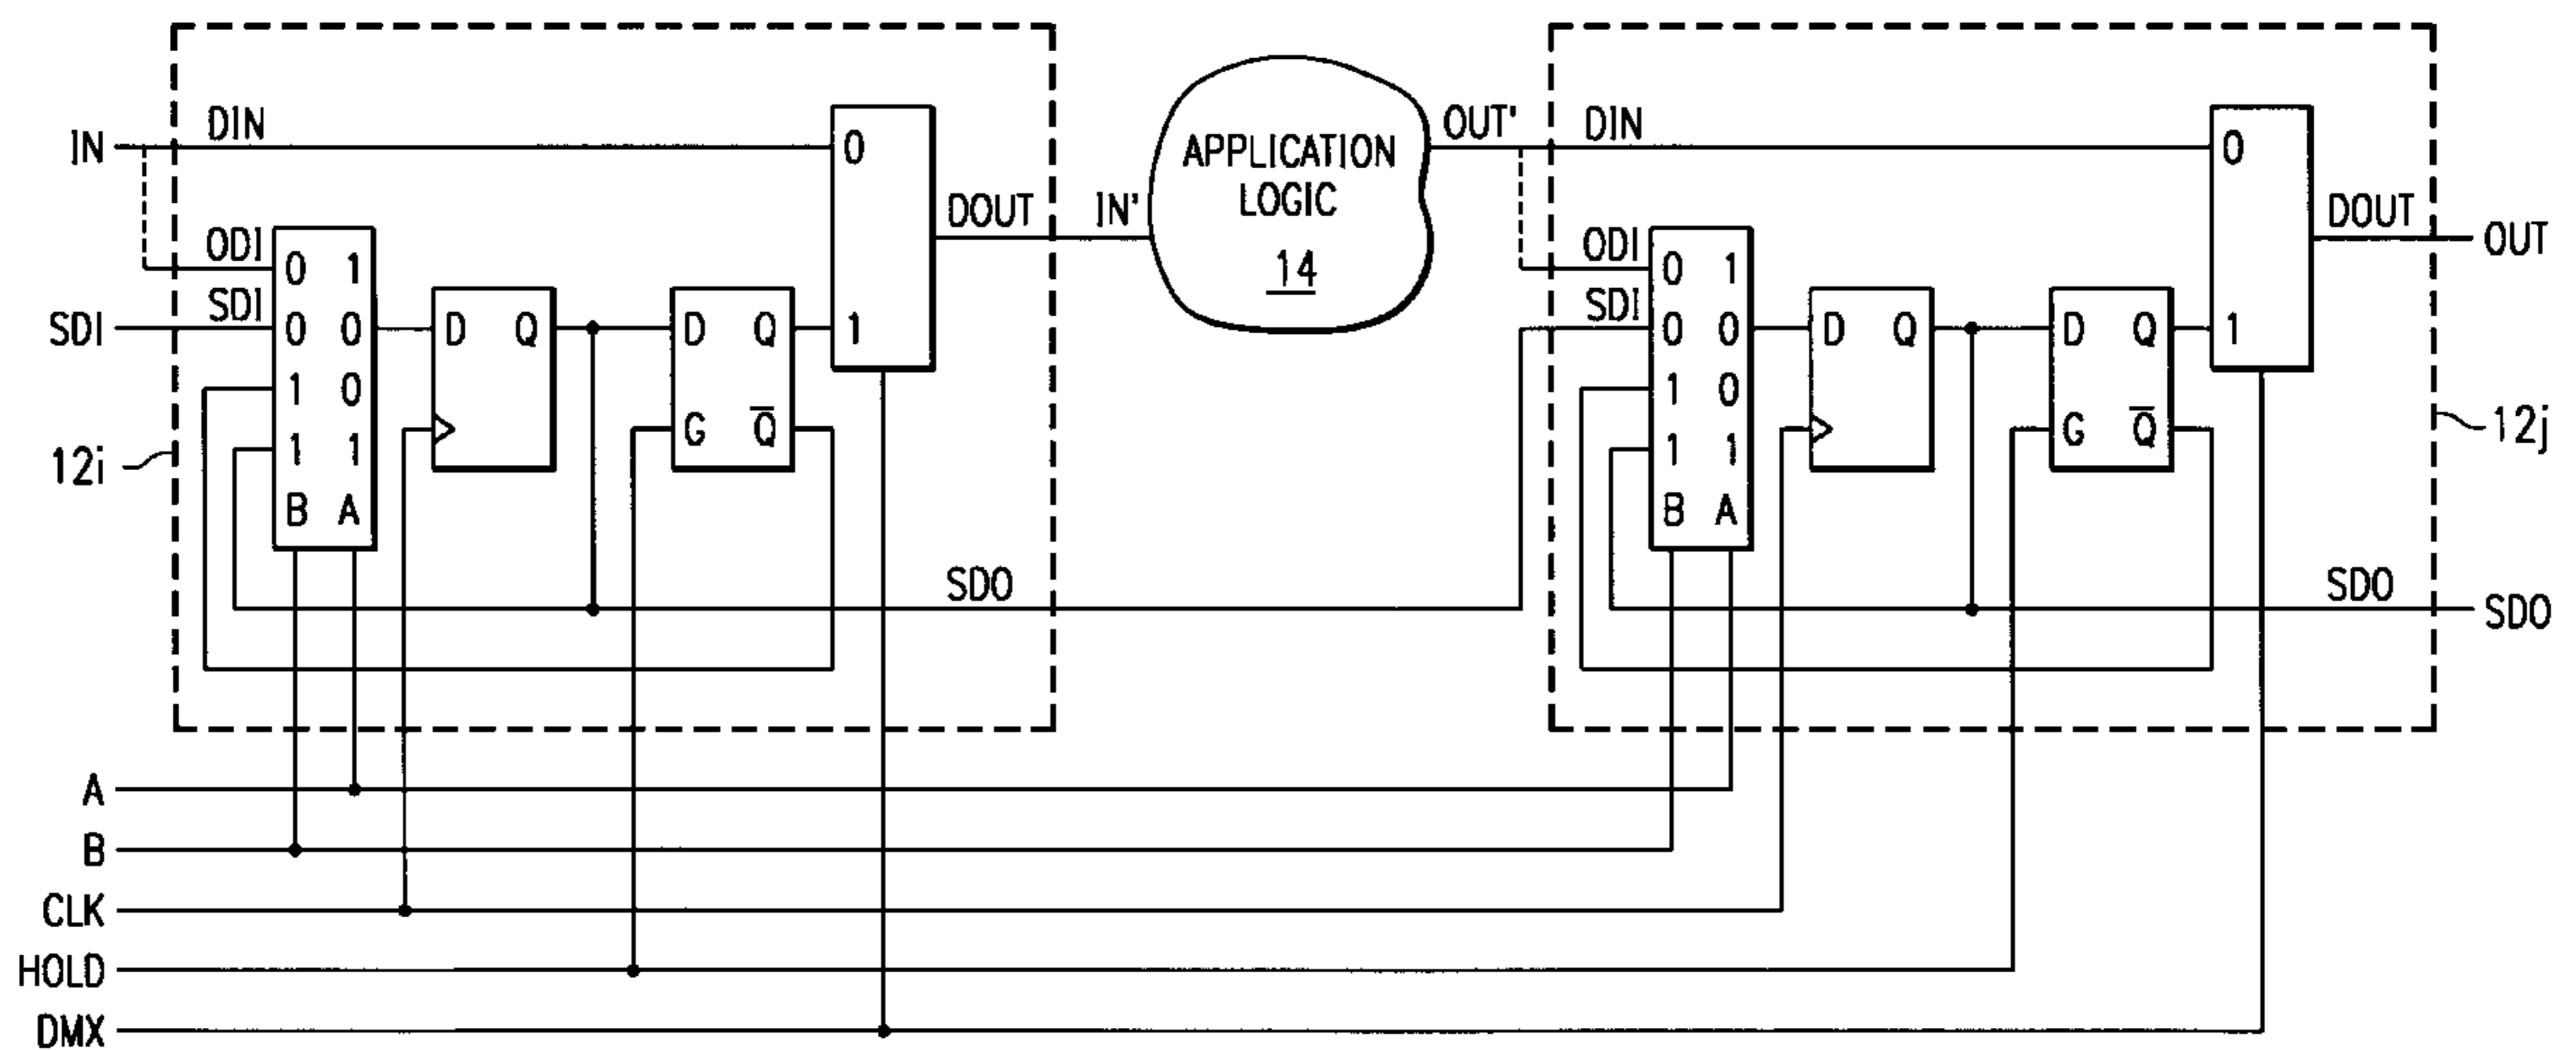 IN
DIN
0
DOUT
IN'
APPLICATION
LOGIC
14
OUT'
DIN
0
DOUT
OUT
ODI
0 1
SDI
SDI
0 0
1 0
1 1
B A
D Q
D Q
G Q̅
1
12i
SDO
ODI
0 1
SDI
0 0
1 0
1 1
B A
D Q
D Q
G Q̅
1
12j
SDO
SDO
A
B
CLK
HOLD
DMX